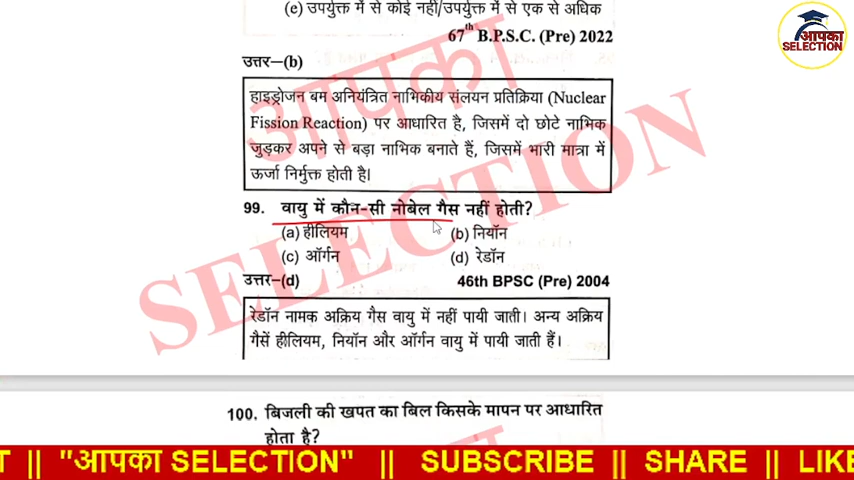 (e) उपर्युक्त में से कोई नहीं/उपर्युक्त में से एक से अधिक
67th B.P.S.C. (Pre) 2022
उत्तर–(b)
हाइड्रोजन बम अनियंत्रित नाभिकीय संलयन प्रतिक्रिया (Nuclear
Fission Reaction) पर आधारित है, जिसमें दो छोटे नाभिक
जुड़कर अपने से बड़ा नाभिक बनाते हैं, जिसमें भारी मात्रा में
ऊर्जा निर्मुक्त होती है।
99. वायु में कौन-सी नोबेल गैस नहीं होती?
(a) हीलियम (b) नियॉन
(c) ऑर्गन (d) रेडॉन
उत्तर–(d) 46th BPSC (Pre) 2004
रेडॉन नामक अक्रिय गैस वायु में नहीं पायी जाती। अन्य अक्रिय
गैसें हीलियम, नियॉन और ऑर्गन वायु में पायी जाती हैं।
100. बिजली की खपत का बिल किसके मापन पर आधारित
होता है?
आपका
SELECTION
आपका
SELECTION
T || "आपका SELECTION" || SUBSCRIBE || SHARE || LIKE